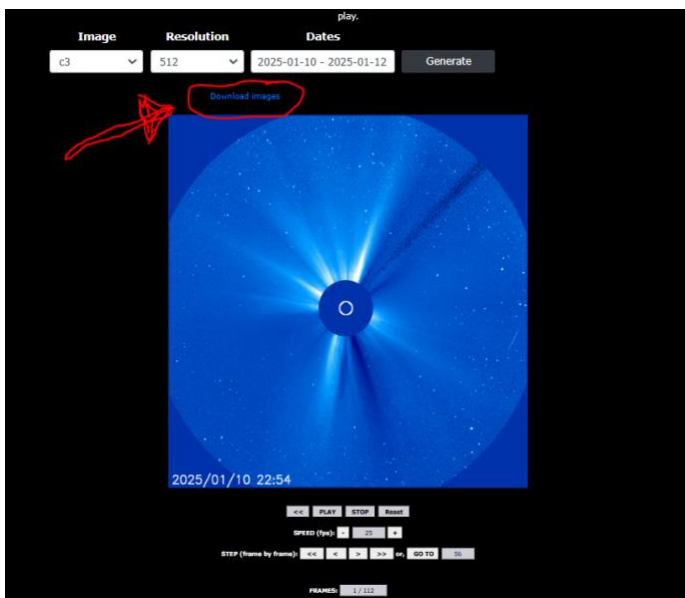 play.
Image Resolution Dates
c3 512 2025-01-10 - 2025-01-12 Generate
Download images
2025/01/10 22:54
<< PLAY STOP Reset
SPEED (fps): - 25 +
STEP (frame by frame): << < > >> or, GO TO 56
FRAMES: 1 / 112